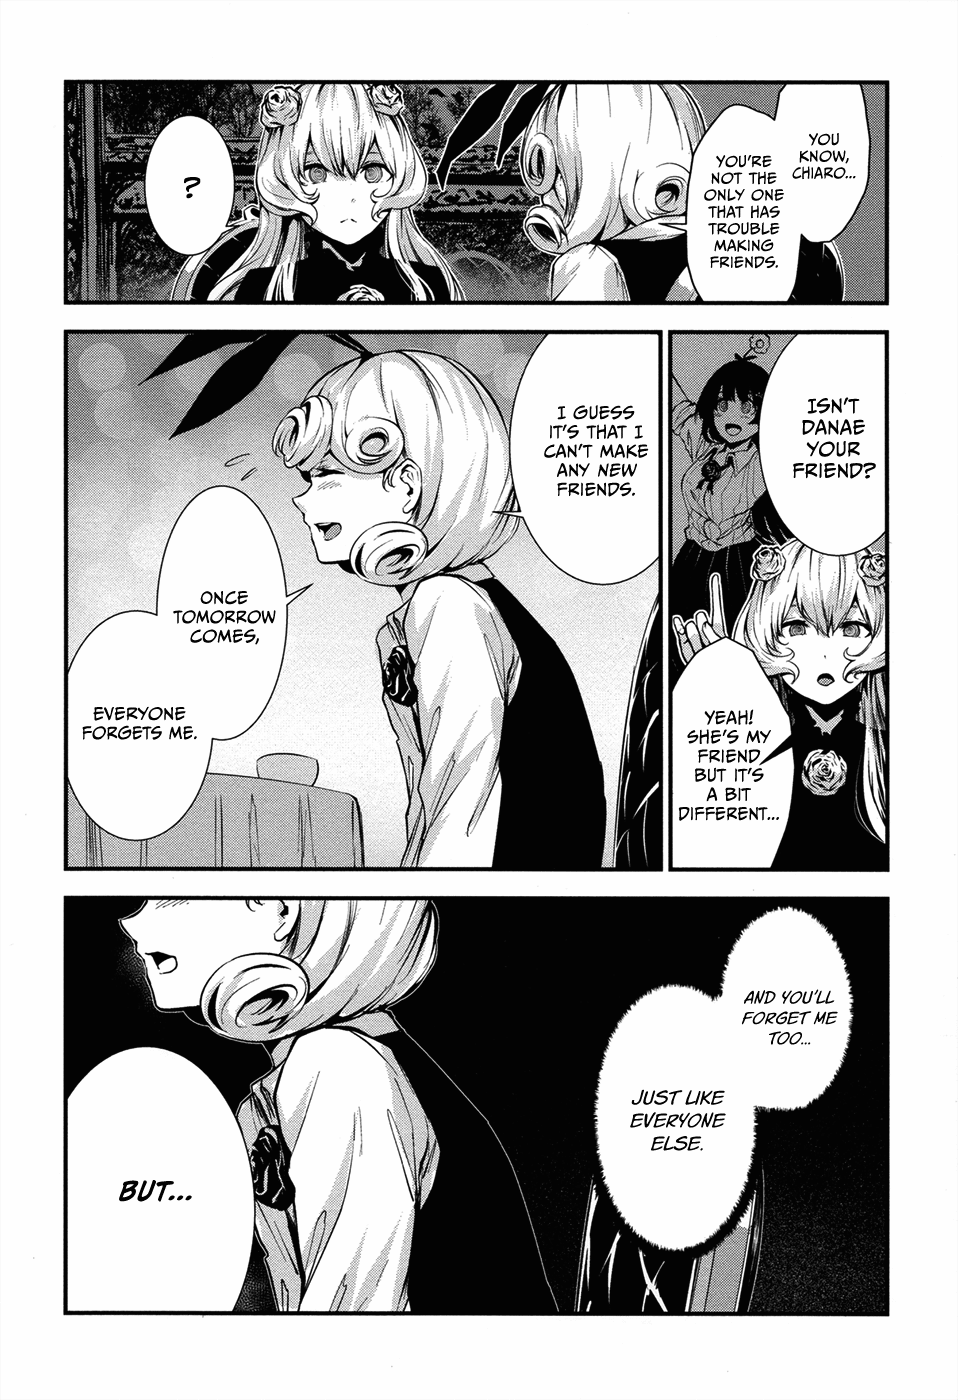 YOU
KNOW,
CHIARO...
YOU'RE
NOT THE
ONLY ONE
THAT HAS
TROUBLE
MAKING
FRIENDS.
?
ISN'T
DANAE
YOUR
FRIEND?
YEAH!
SHE'S MY
FRIEND
BUT IT'S
A BIT
DIFFERENT...
I GUESS
IT'S THAT I
CAN'T MAKE
ANY NEW
FRIENDS.
ONCE
TOMORROW
COMES,
EVERYONE
FORGETS ME.
AND YOU'LL
FORGET ME
TOO...
JUST LIKE
EVERYONE
ELSE.
BUT...